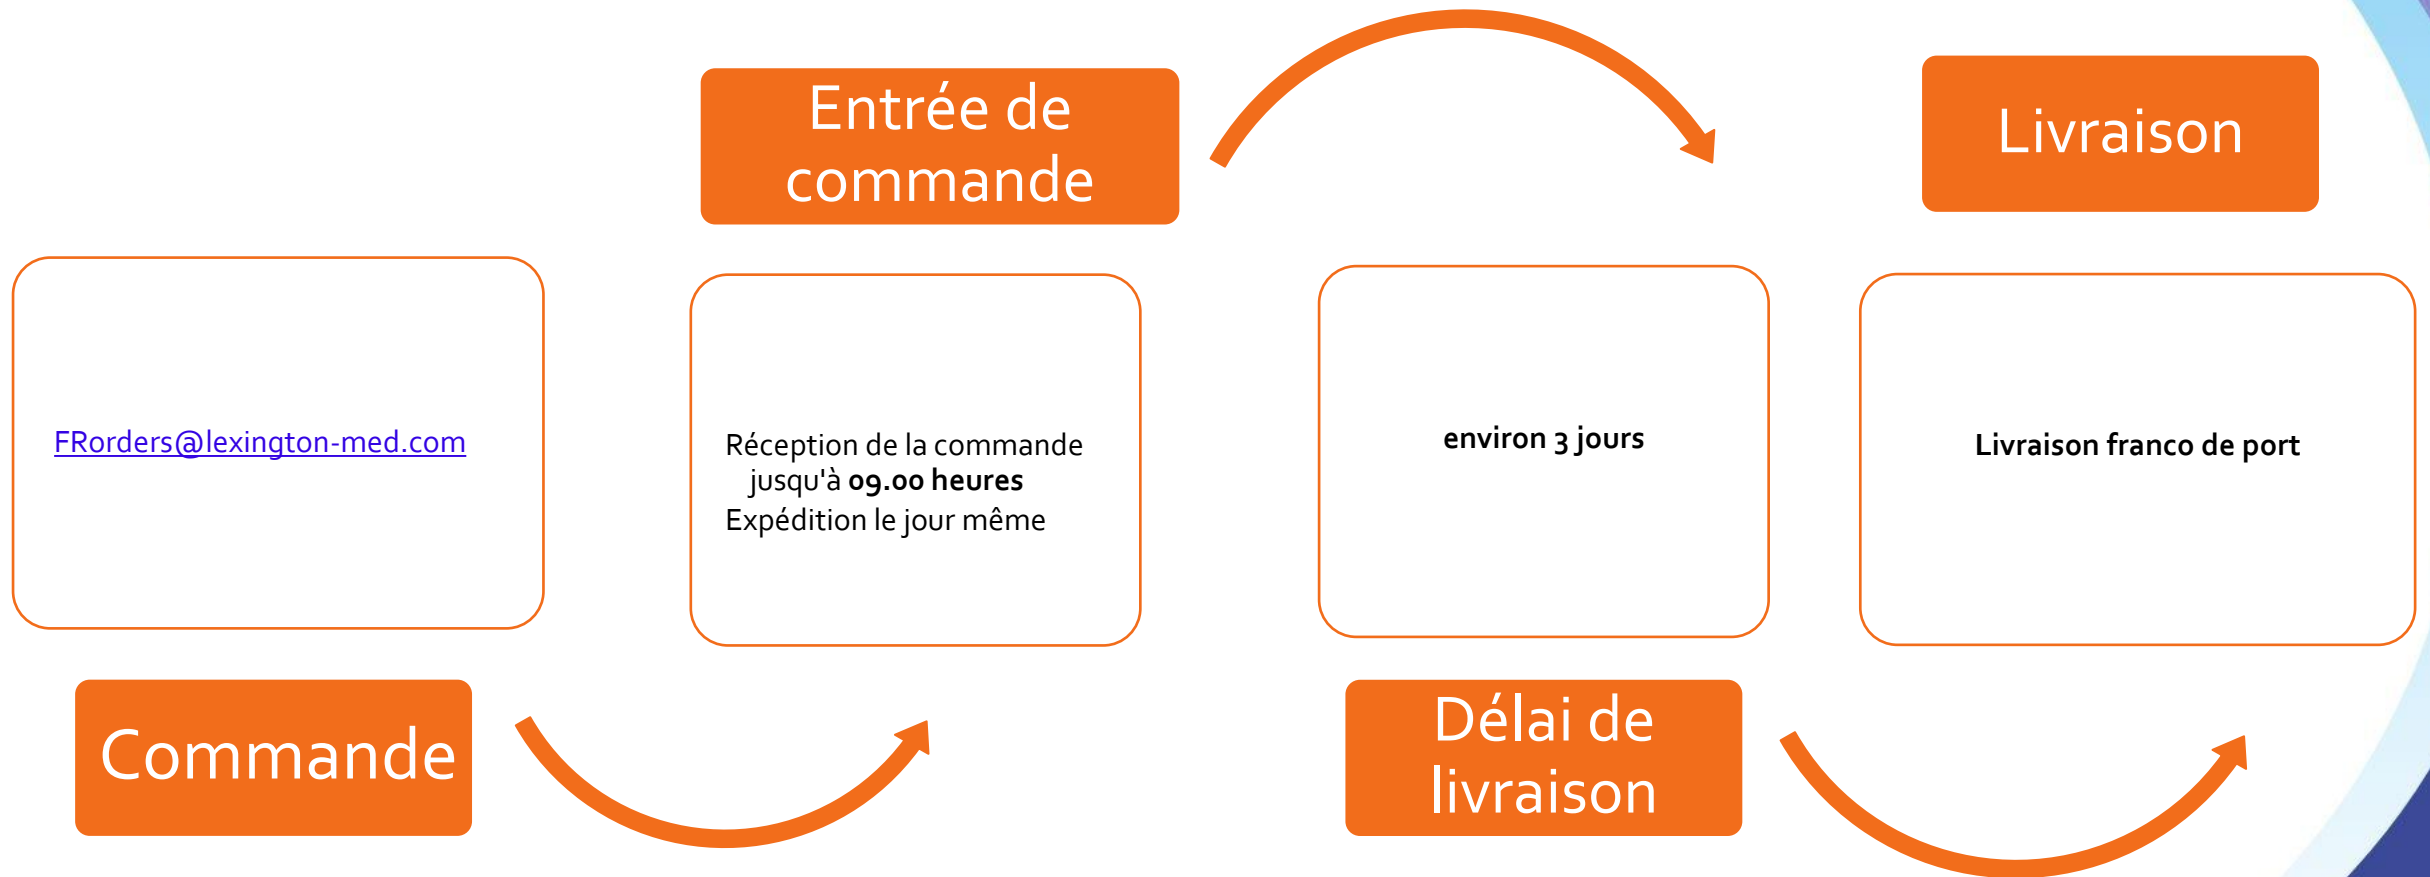 Entrée de
commande
Livraison
FRorders@lexington-med.com
Réception de la commande
jusqu'à 09.00 heures
Expédition le jour même
environ 3 jours
Livraison franco de port
Commande
Délai de
livraison